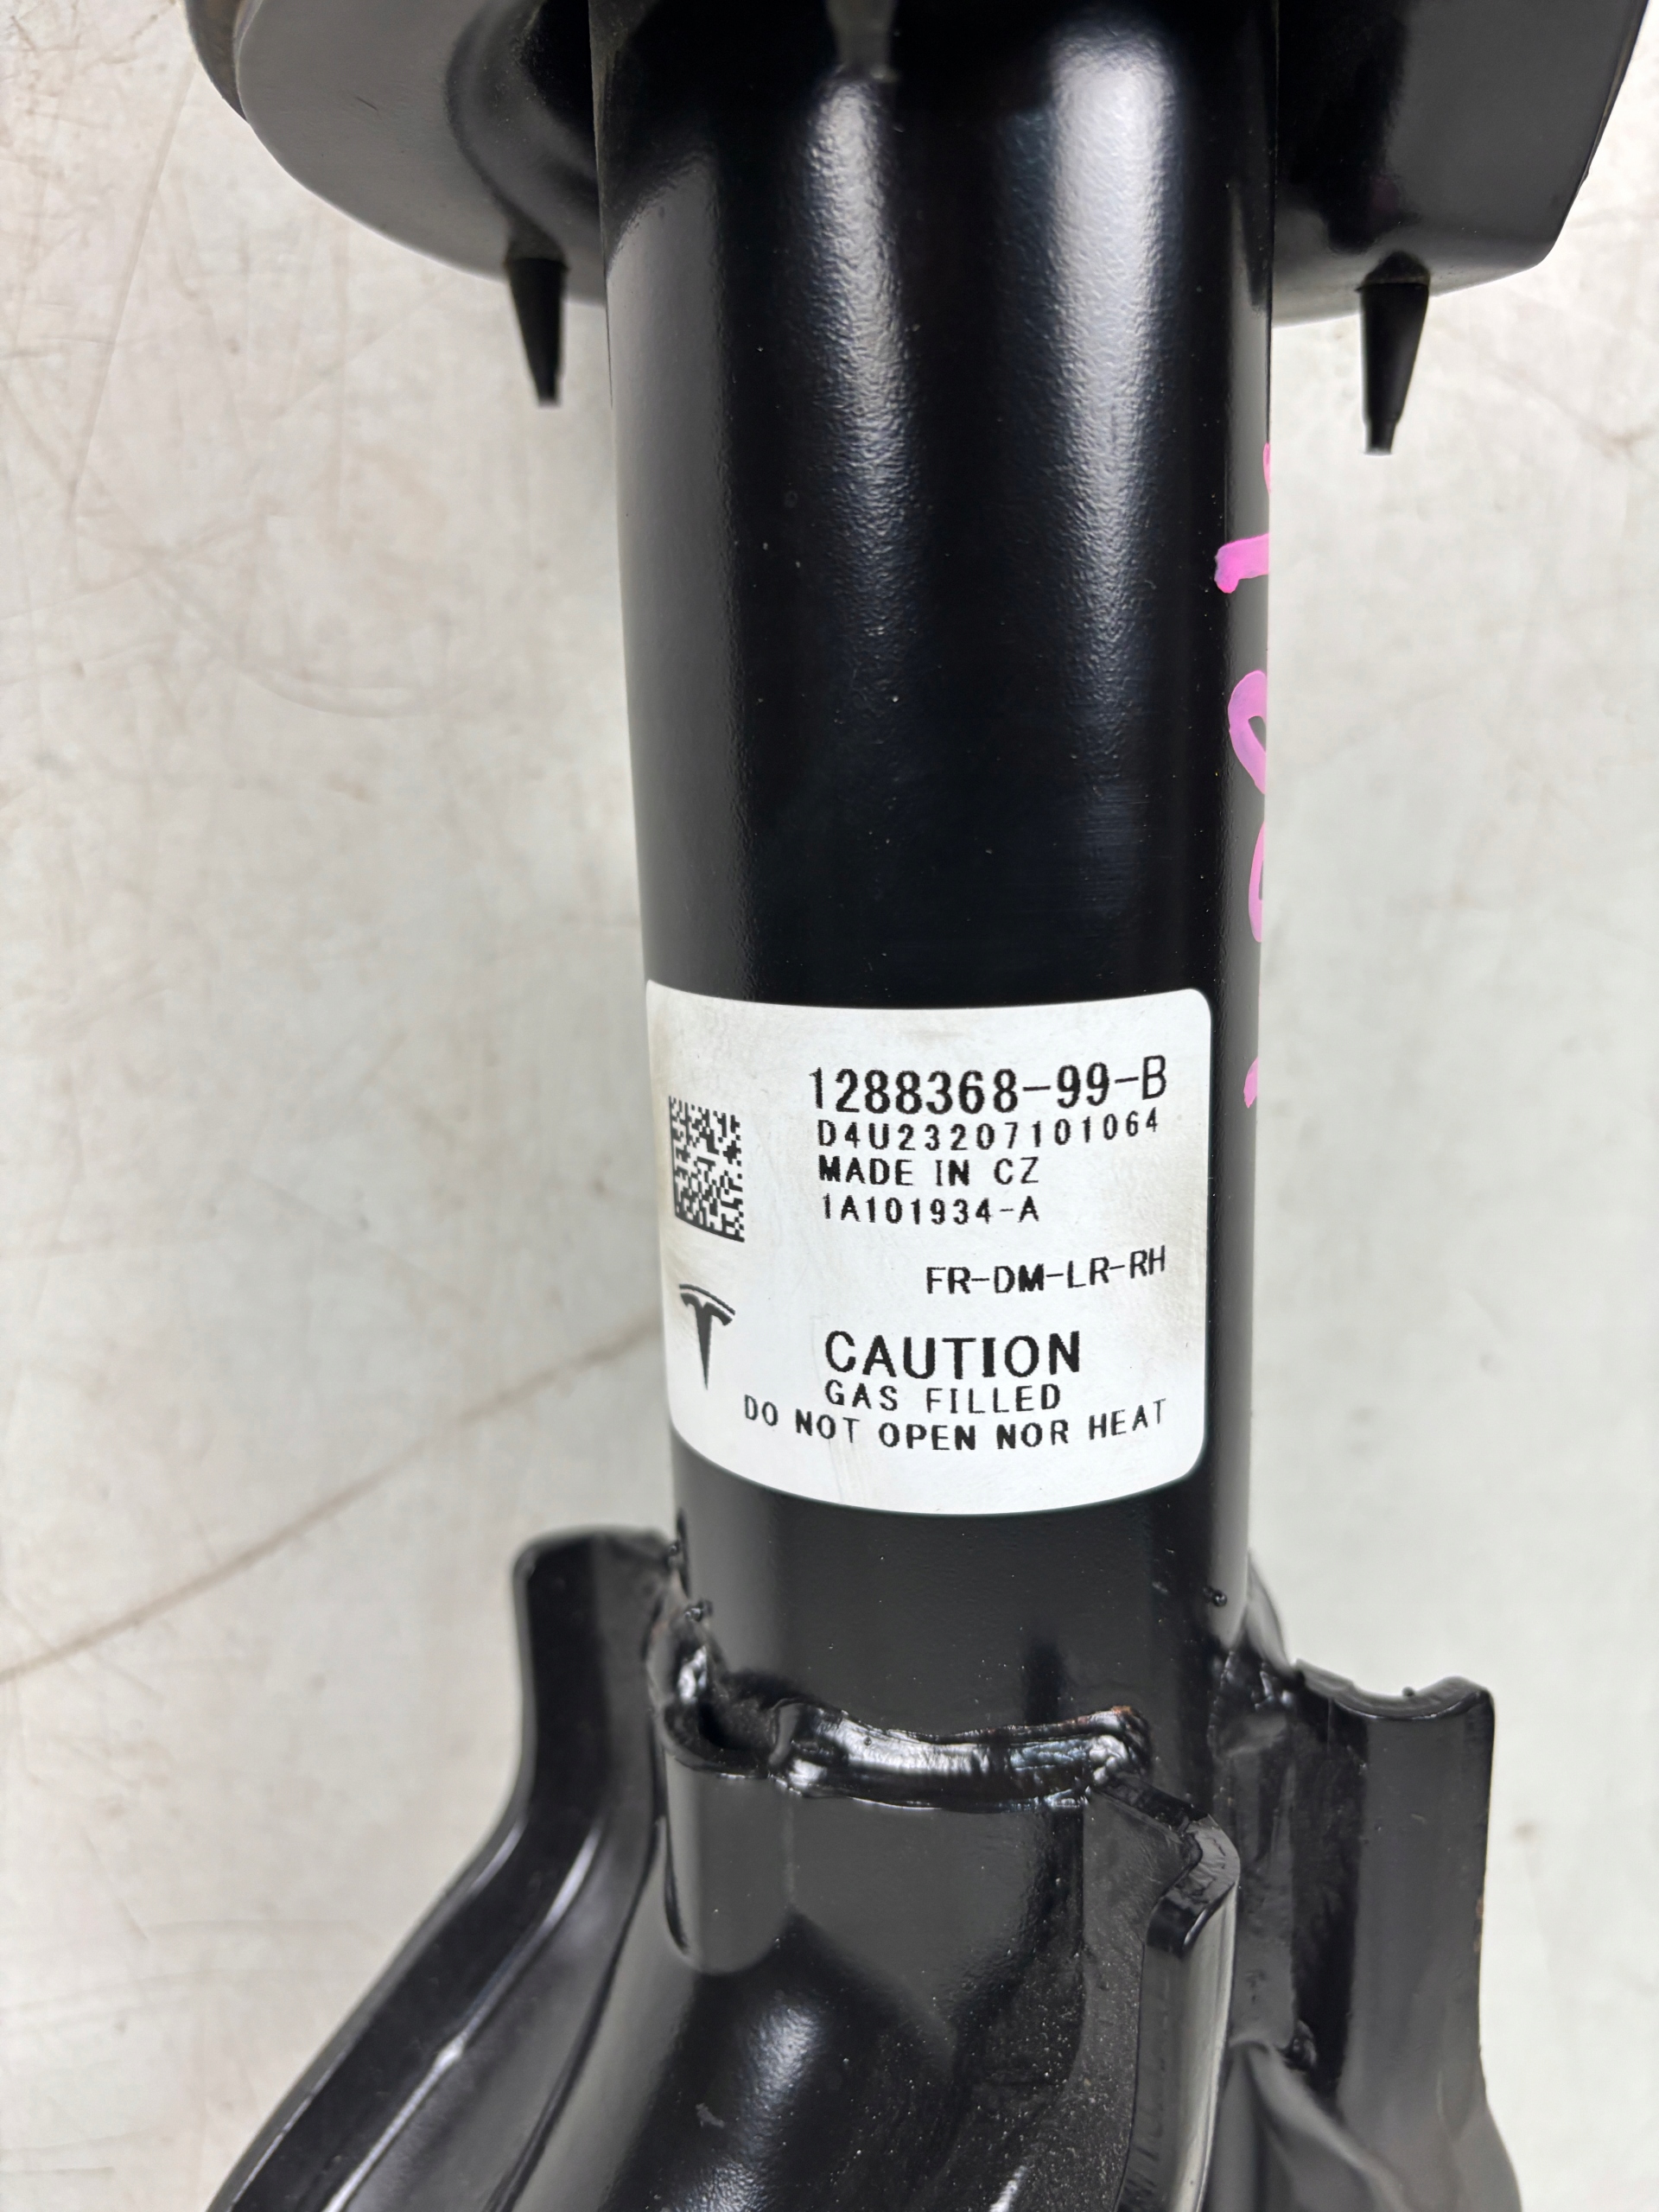 1288368-99-B
D4U23207101064
MADE IN CZ
1A101934-A
FR-DM-LR-RH
CAUTION
GAS FILLED
DO NOT OPEN NOR HEAT